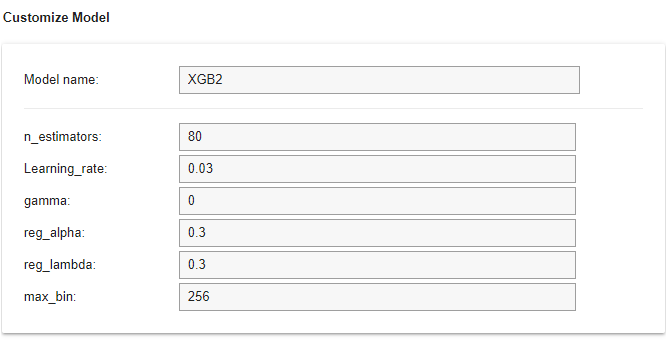 Customize Model
Model name: XGB2
n_estimators: 80
Learning_rate: 0.03
gamma: 0
reg_alpha: 0.3
reg_lambda: 0.3
max_bin: 256